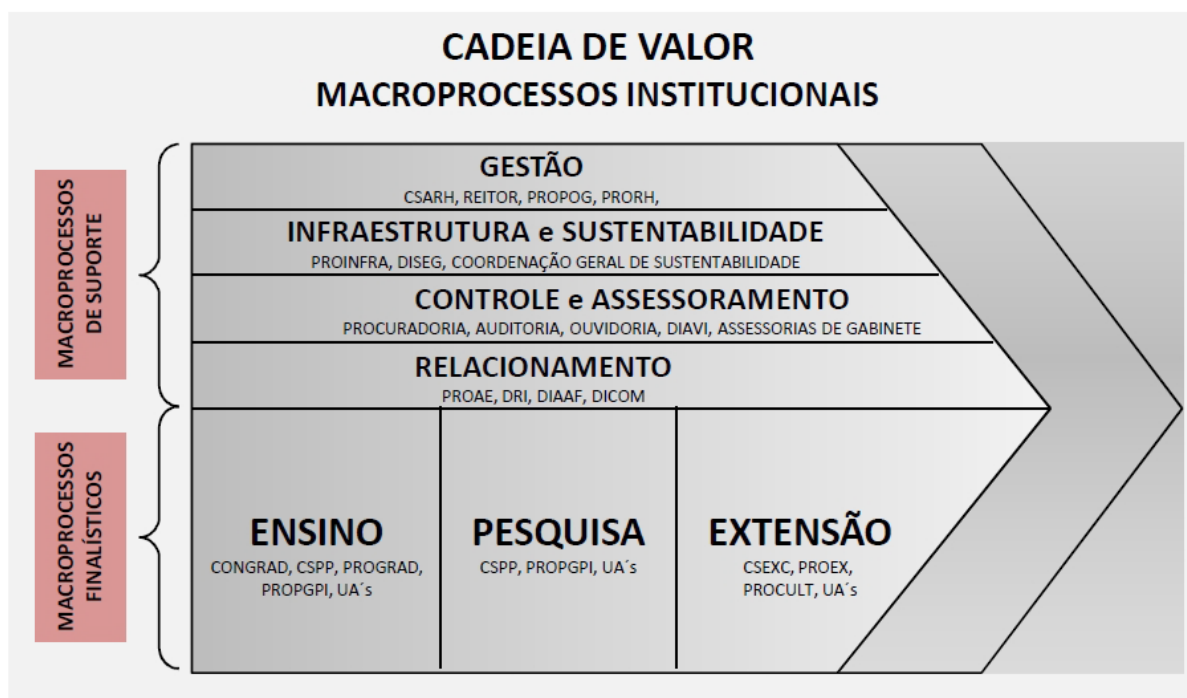 CADEIA DE VALOR
MACROPROCESSOS INSTITUCIONAIS
MACROPROCESSOS
DE SUPORTE
GESTÃO
CSARH, REITOR, PROPOG, PRORH,
INFRAESTRUTURA e SUSTENTABILIDADE
PROINFRA, DISEG, COORDENAÇÃO GERAL DE SUSTENTABILIDADE
CONTROLE e ASSESSORAMENTO
PROCURADORIA, AUDITORIA, OUVIDORIA, DIAVI, ASSESSORIAS DE GABINETE
RELACIONAMENTO
PROAE, DRI, DIAAF, DICOM
MACROPROCESSOS
FINALÍSTICOS
ENSINO
CONGRAD, CSPP, PROGRAD,
PROPGPI, UA´s
PESQUISA
CSPP, PROPGPI, UA´s
EXTENSÃO
CSEXC, PROEX,
PROCULT, UA´s